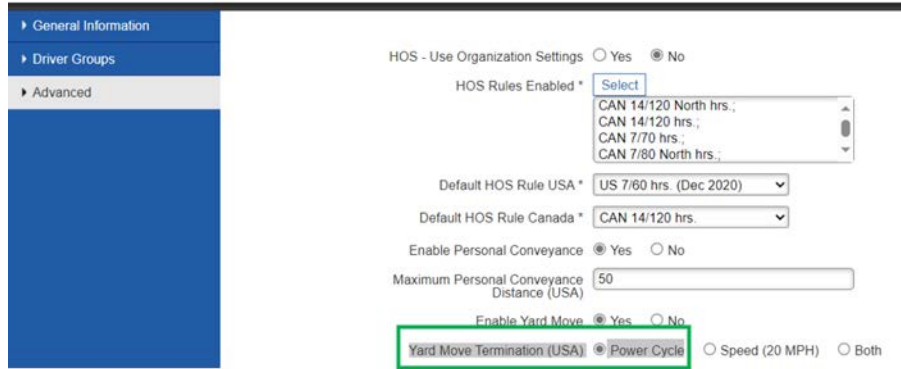 General Information
Driver Groups
Advanced
HOS - Use Organization Settings Yes No
HOS Rules Enabled * Select
CAN 14/120 North hrs.;
CAN 14/120 hrs.;
CAN 7/70 hrs.;
CAN 7/80 North hrs.;
Default HOS Rule USA * US 7/60 hrs. (Dec 2020)
Default HOS Rule Canada * CAN 14/120 hrs.
Enable Personal Conveyance Yes No
Maximum Personal Conveyance
Distance (USA) 50
Enable Yard Move Yes No
Yard Move Termination (USA) Power Cycle Speed (20 MPH) Both